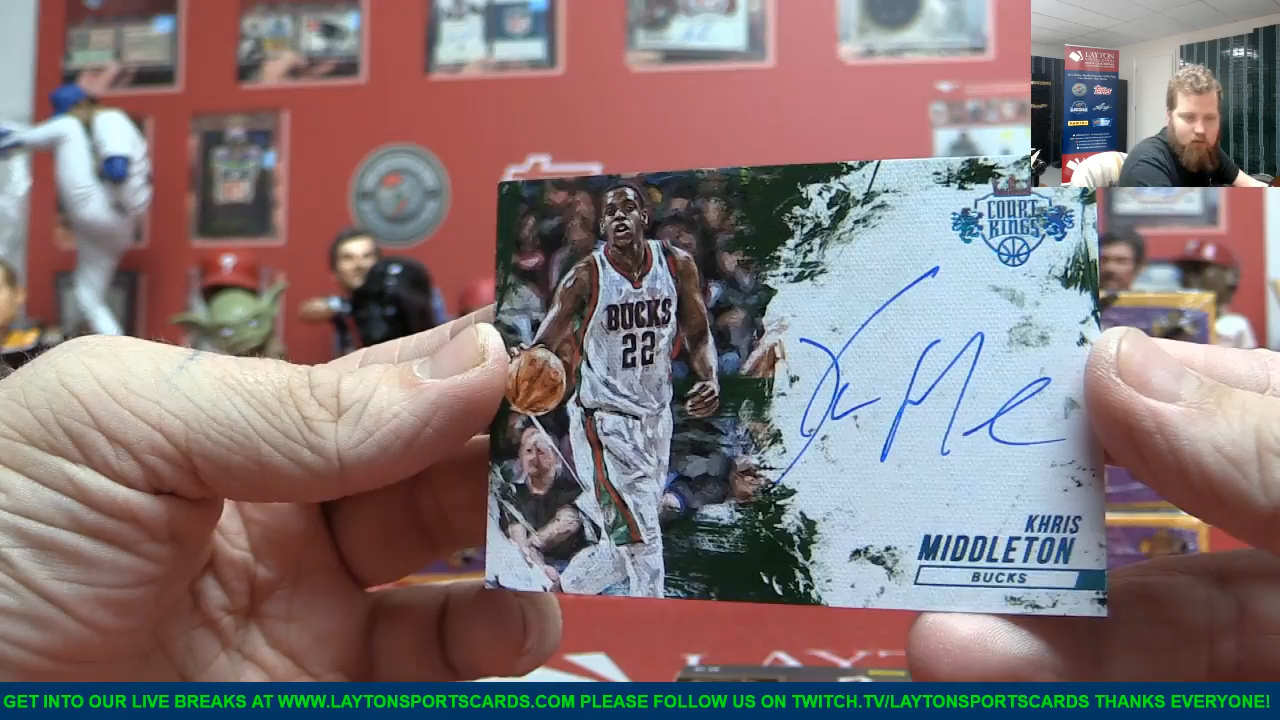 LAYTON
Topps
COURT
KINGS
BUCKS
22
KHRIS
MIDDLETON
BUCKS
GET INTO OUR LIVE BREAKS AT WWW.LAYTONSPORTSCARDS.COM PLEASE FOLLOW US ON TWITCH.TV/LAYTONSPORTSCARDS THANKS EVERYONE!